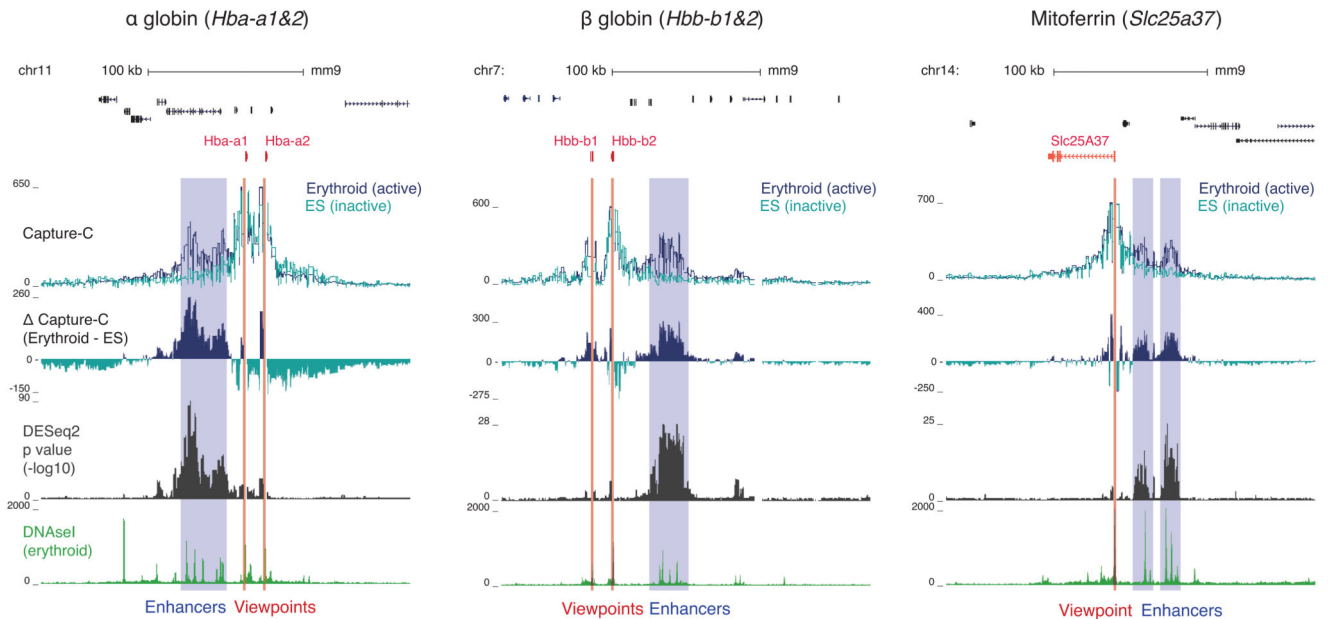 α globin (Hba-a1&2)
chr11
100 kb
mm9
Hba-a1
Hba-a2
650
Erythroid (active)
ES (inactive)
Capture-C
0
260
Δ Capture-C
(Erythroid - ES)
0
-150
90
DESeq2
p value
(-log10)
0
2000
DNAseI
(erythroid)
0
Enhancers
Viewpoints
β globin (Hbb-b1&2)
chr7:
100 kb
mm9
Hbb-b1
Hbb-b2
Erythroid (active)
ES (inactive)
600
0
300
0
-275
28
0
2000
0
Viewpoints
Enhancers
Mitoferrin (Slc25a37)
chr14:
100 kb
mm9
Slc25A37
Erythroid (active)
ES (inactive)
700
0
400
0
-250
25
0
2000
0
Viewpoint
Enhancers